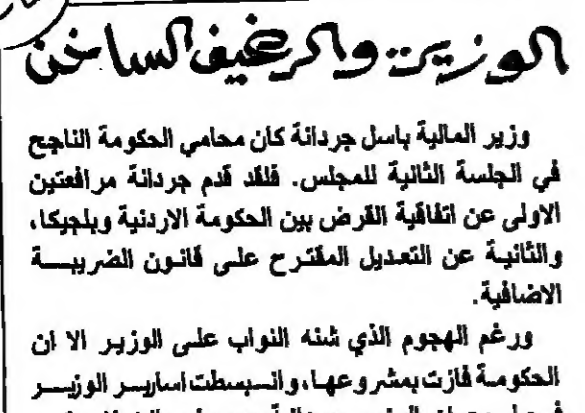 الوزير والرغيف الساخن
وزير المالية باسل جردانة كان محامي الحكومة الناجح
في الجلسة الثانية للمجلس. فلقد قدم جردانة مرافعتين
الاولى عن اتفاقية القرض بين الحكومة الاردنية وبلجيكا،
والثانية عن التعديل المقترح على قانون الضريبة
الاضافية.
ورغم الهجوم الذي شنه النواب على الوزير الا ان
الحكومة فازت بمشروعها، وانبسطت اسارير الوزير